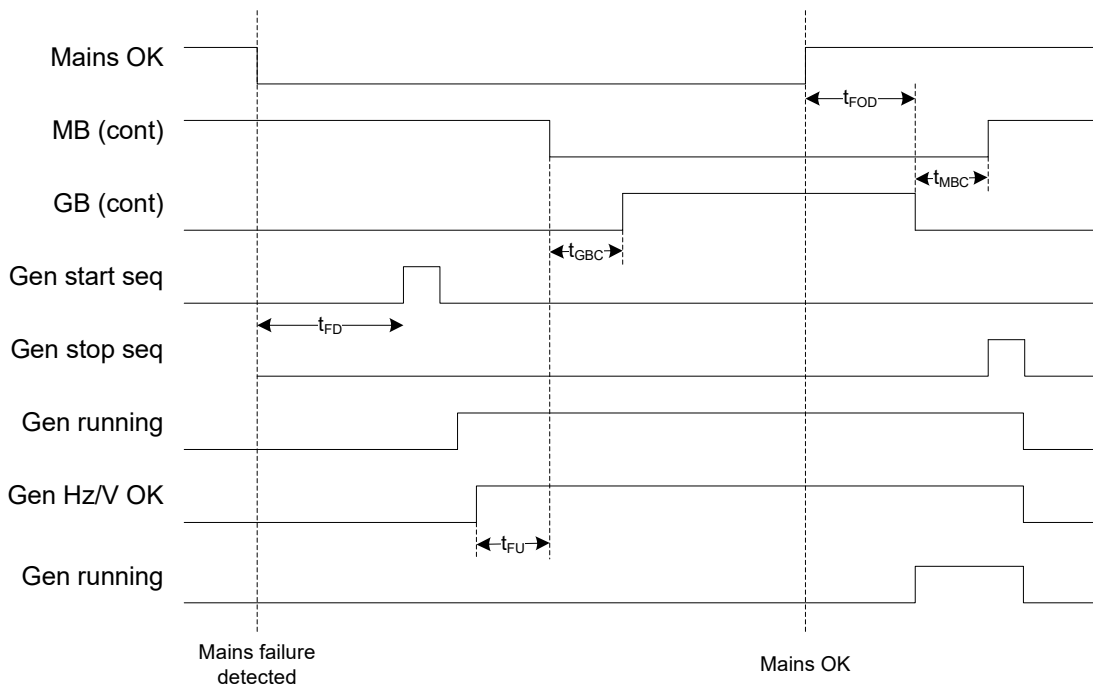 Mains OK
tFOD
MB (cont)
tMBC
GB (cont)
tGBC
Gen start seq
tFD
Gen stop seq
Gen running
Gen Hz/V OK
tFU
Gen running
Mains failure
detected
Mains OK